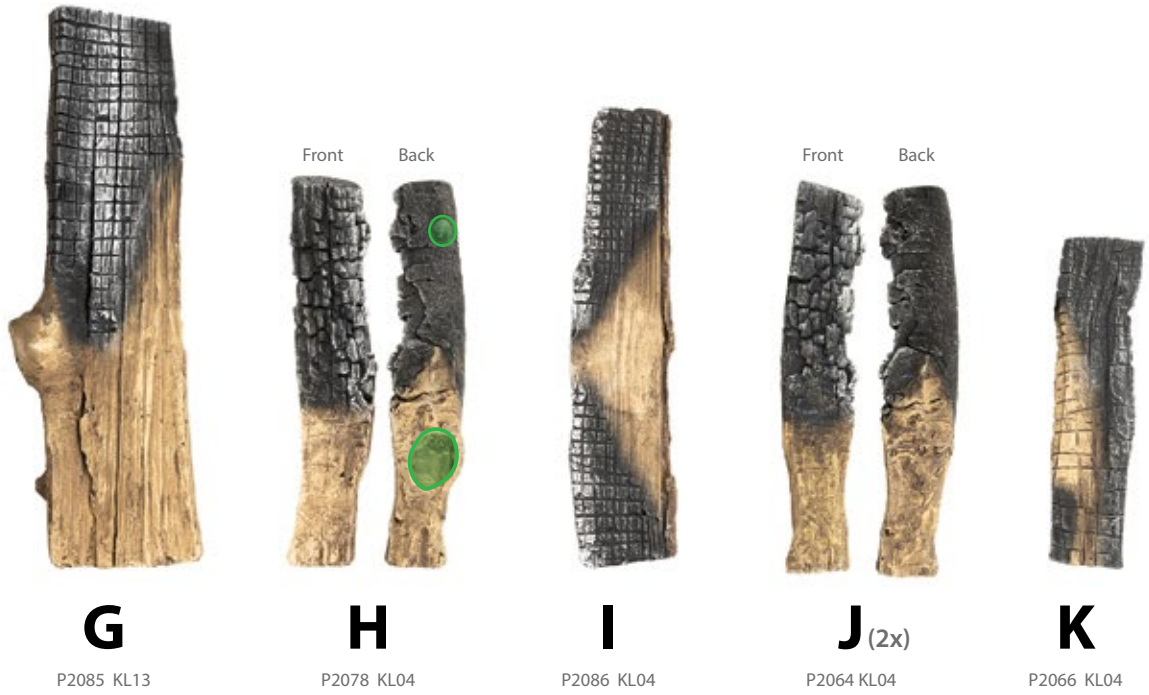 Front Back
Front Back
G
H
I
J (2x)
K
P2085 KL13
P2078 KL04
P2086 KL04
P2064 KL04
P2066 KL04